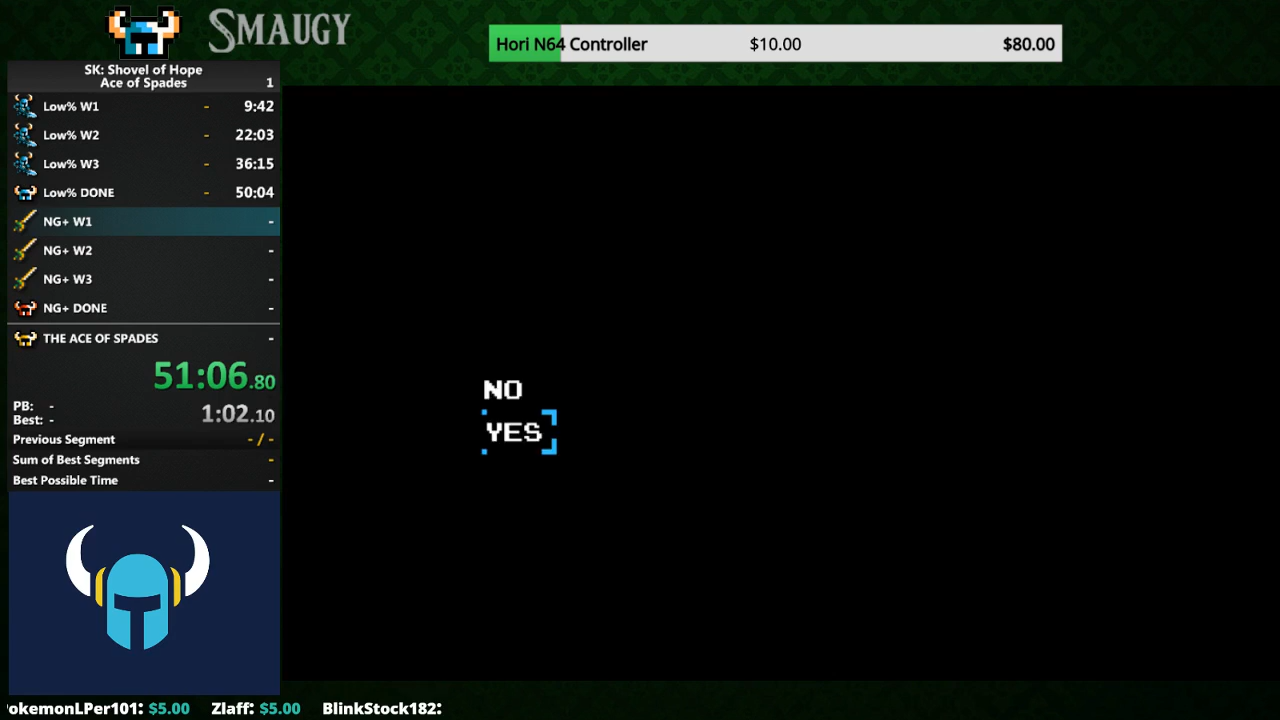 SMAUGY
Hori N64 Controller $10.00 $80.00
SK: Shovel of Hope
Ace of Spades 1
Low% W1 - 9:42
Low% W2 - 22:03
Low% W3 - 36:15
Low% DONE - 50:04
NG+ W1 -
NG+ W2 -
NG+ W3 -
NG+ DONE -
THE ACE OF SPADES -
51:06.80
PB: - 1:02.10
Best: -
Previous Segment - / -
Sum of Best Segments -
Best Possible Time -
NO
YES
okemonLPer101: $5.00 Zlaff: $5.00 BlinkStock182: